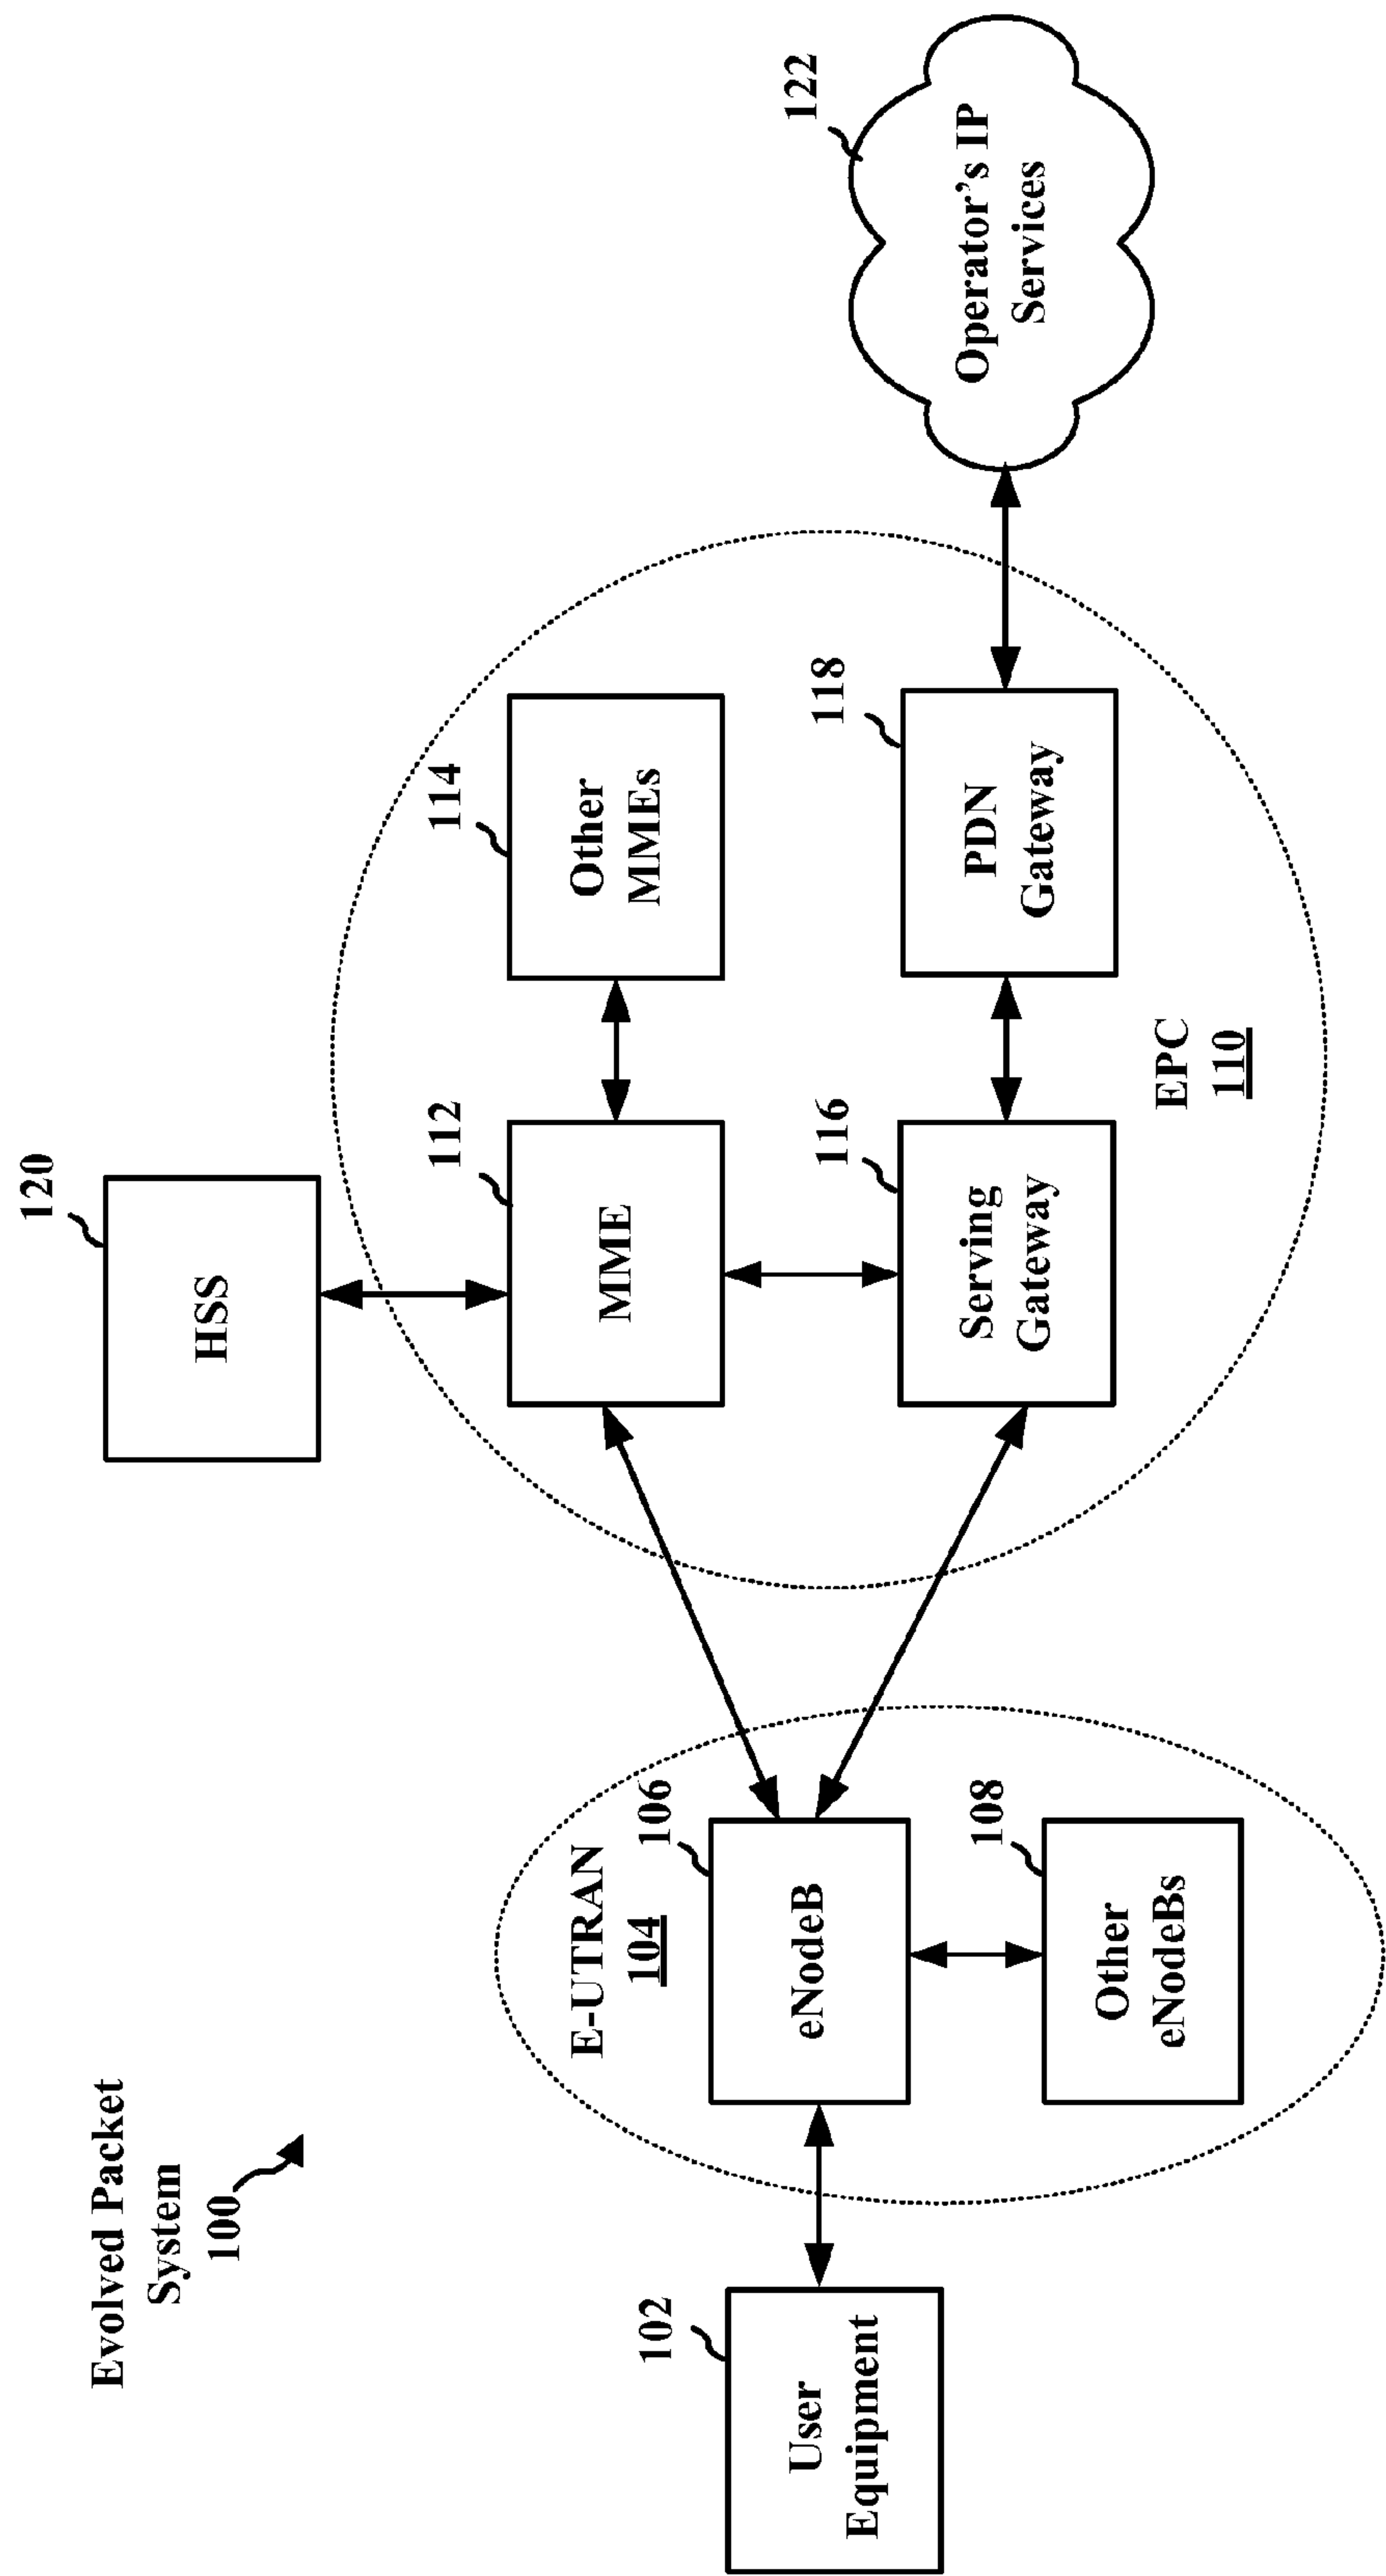 Evolved Packet
System
100
120
HSS
E-UTRAN
104
102
User
Equipment
106
eNodeB
108
Other
eNodeBs
112
MME
114
Other
MMEs
116
Serving
Gateway
118
PDN
Gateway
EPC
110
122
Operator's IP
Services